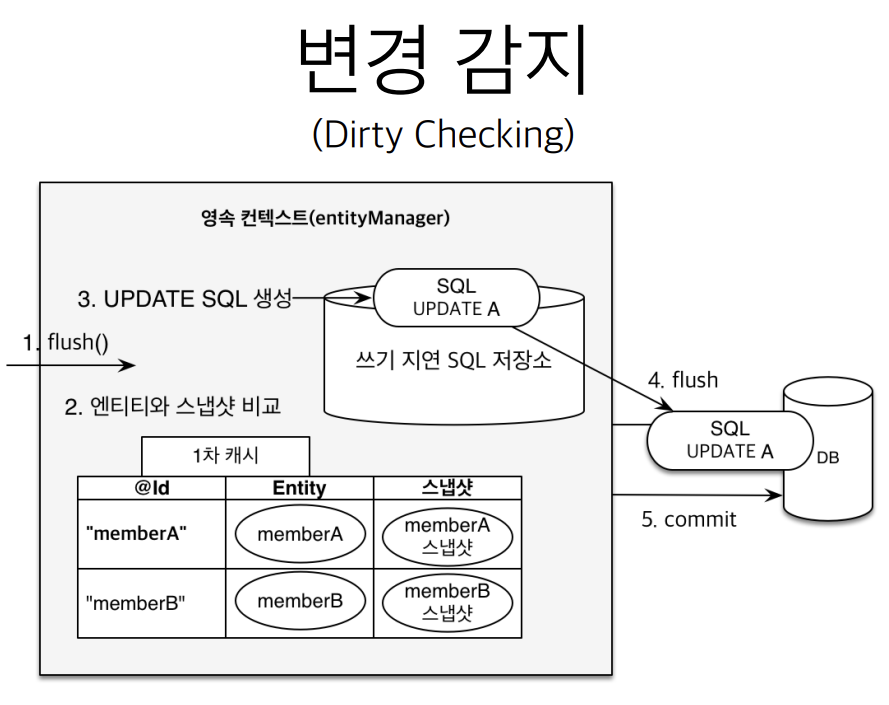 변경 감지
(Dirty Checking)
영속 컨텍스트(entityManager)
3. UPDATE SQL 생성
SQL
UPDATE A
1. flush()
쓰기 지연 SQL 저장소
4. flush
2. 엔티티와 스냅샷 비교
SQL
UPDATE A
DB
1차 캐시
@Id Entity 스냅샷
5. commit
"memberA" memberA memberA
스냅샷
"memberB" memberB memberB
스냅샷